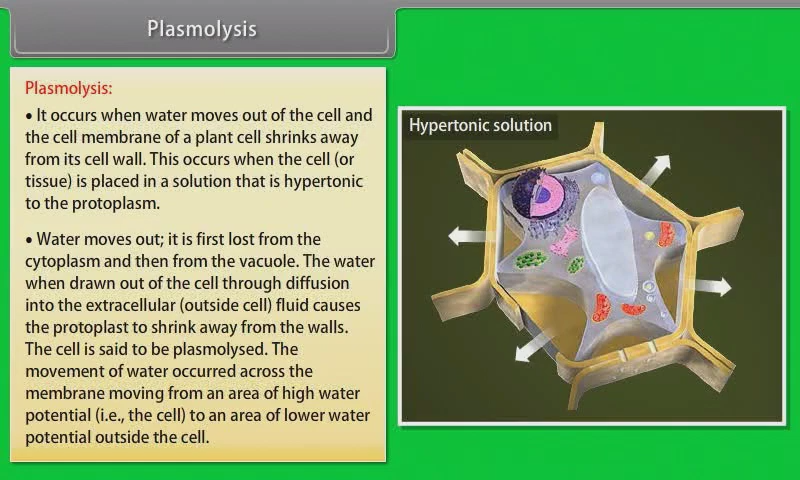 Plasmolysis
Plasmolysis:
• It occurs when water moves out of the cell and
the cell membrane of a plant cell shrinks away
from its cell wall. This occurs when the cell (or
tissue) is placed in a solution that is hypertonic
to the protoplasm.
• Water moves out; it is first lost from the
cytoplasm and then from the vacuole. The water
when drawn out of the cell through diffusion
into the extracellular (outside cell) fluid causes
the protoplast to shrink away from the walls.
The cell is said to be plasmolysed. The
movement of water occurred across the
membrane moving from an area of high water
potential (i.e., the cell) to an area of lower water
potential outside the cell.
Hypertonic solution